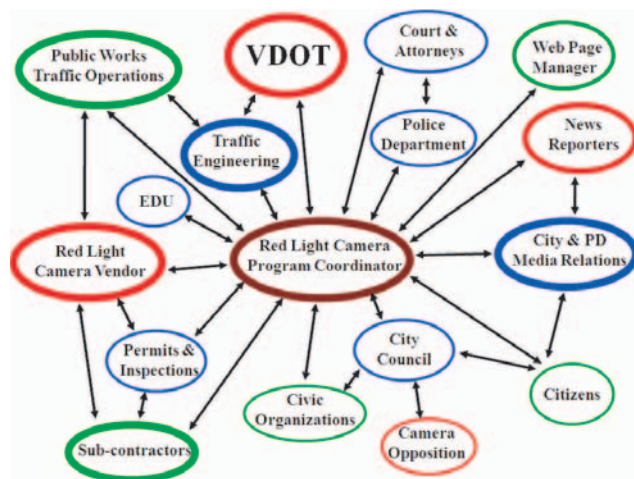 Public Works
Traffic Operations
VDOT
Court &
Attorneys
Web Page
Manager
Traffic
Engineering
Police
Department
News
Reporters
EDU
Red Light
Camera Vendor
Red Light Camera
Program Coordinator
City & PD
Media Relations
Permits &
Inspections
City
Council
Civic
Organizations
Citizens
Sub-contractors
Camera
Opposition